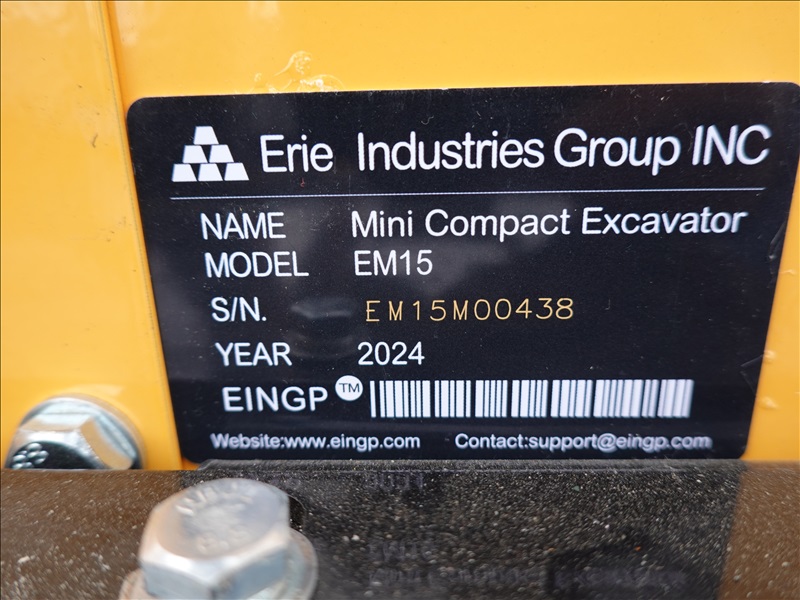 Erie Industries Group INC
NAME Mini Compact Excavator
MODEL EM15
S/N. EM15M00438
YEAR 2024
EINGP™
Website:www.eingp.com Contact:support@eingp.com